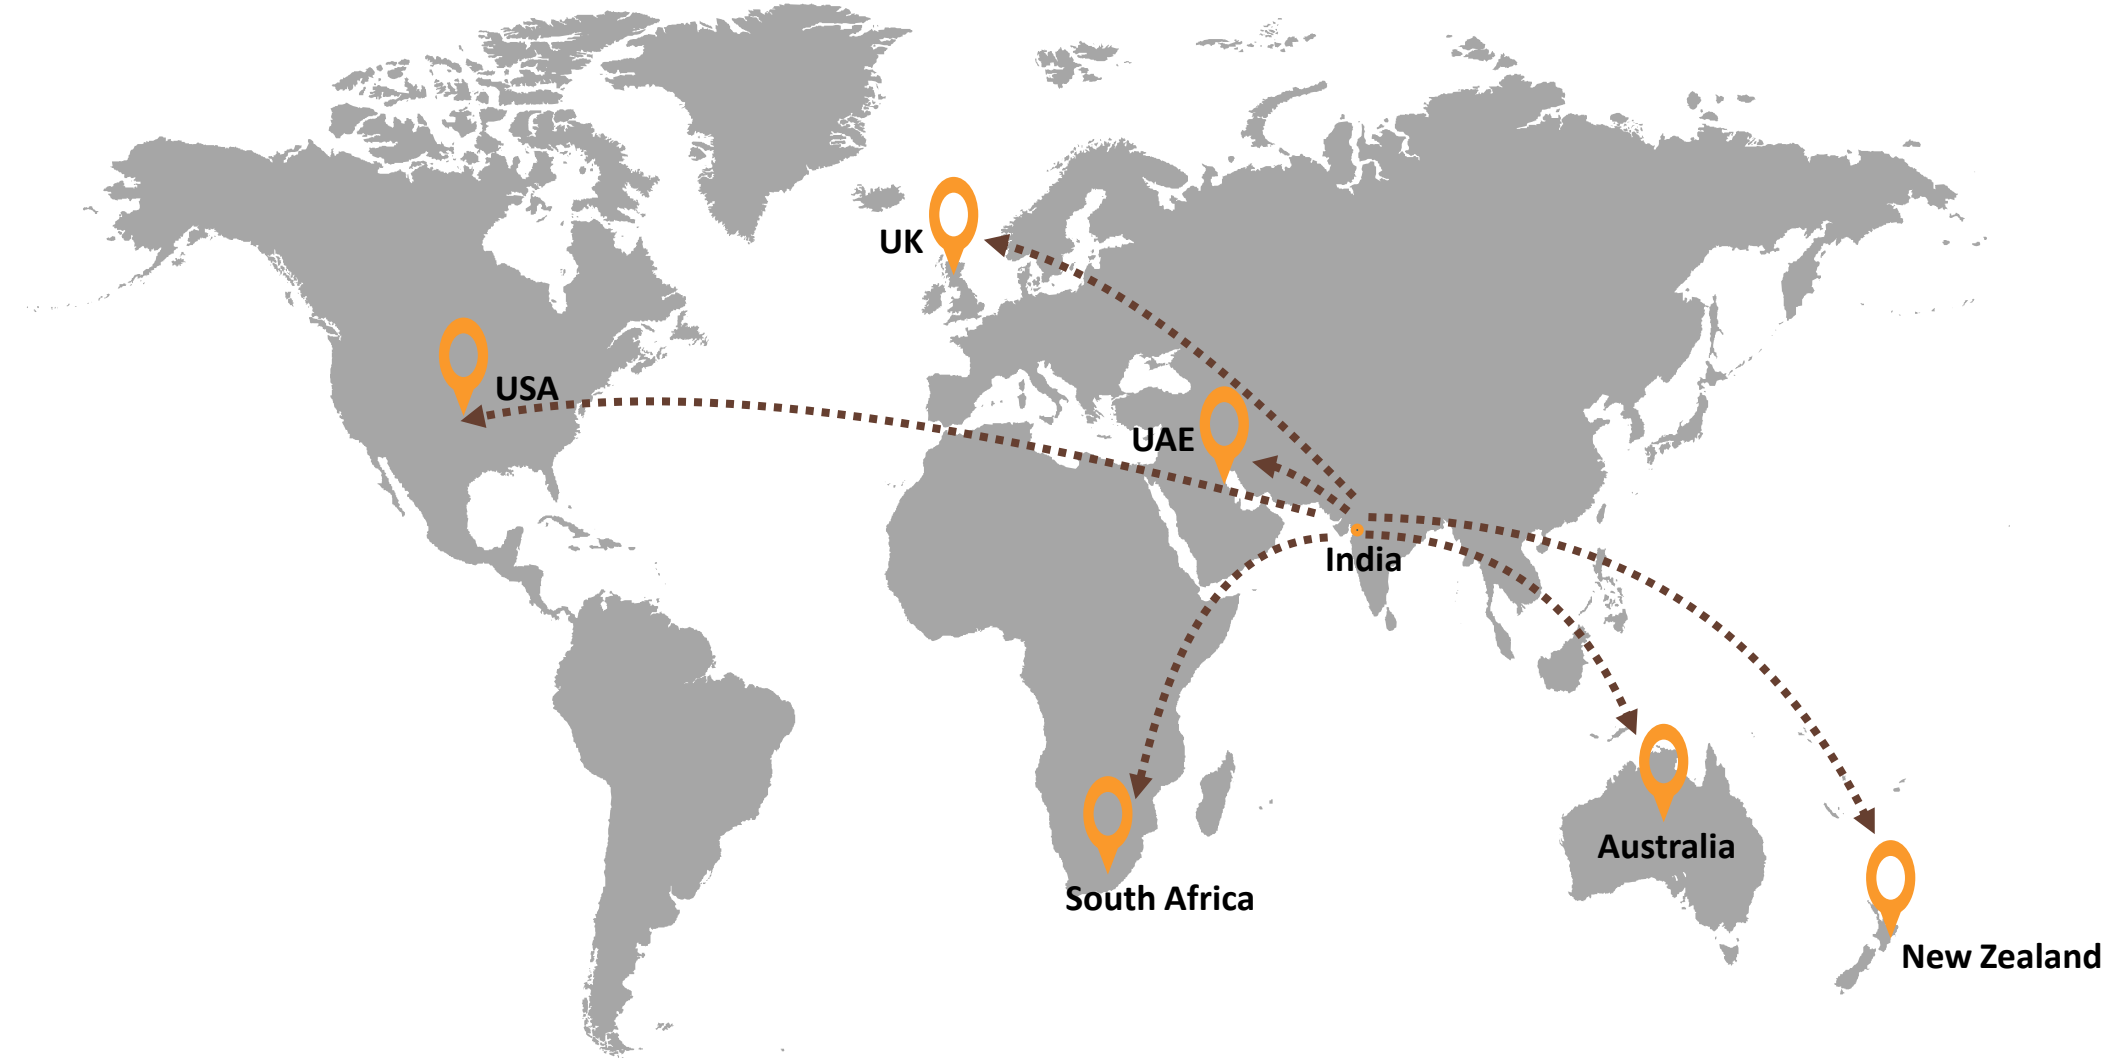 UK
USA
UAE
India
Australia
South Africa
New Zealand